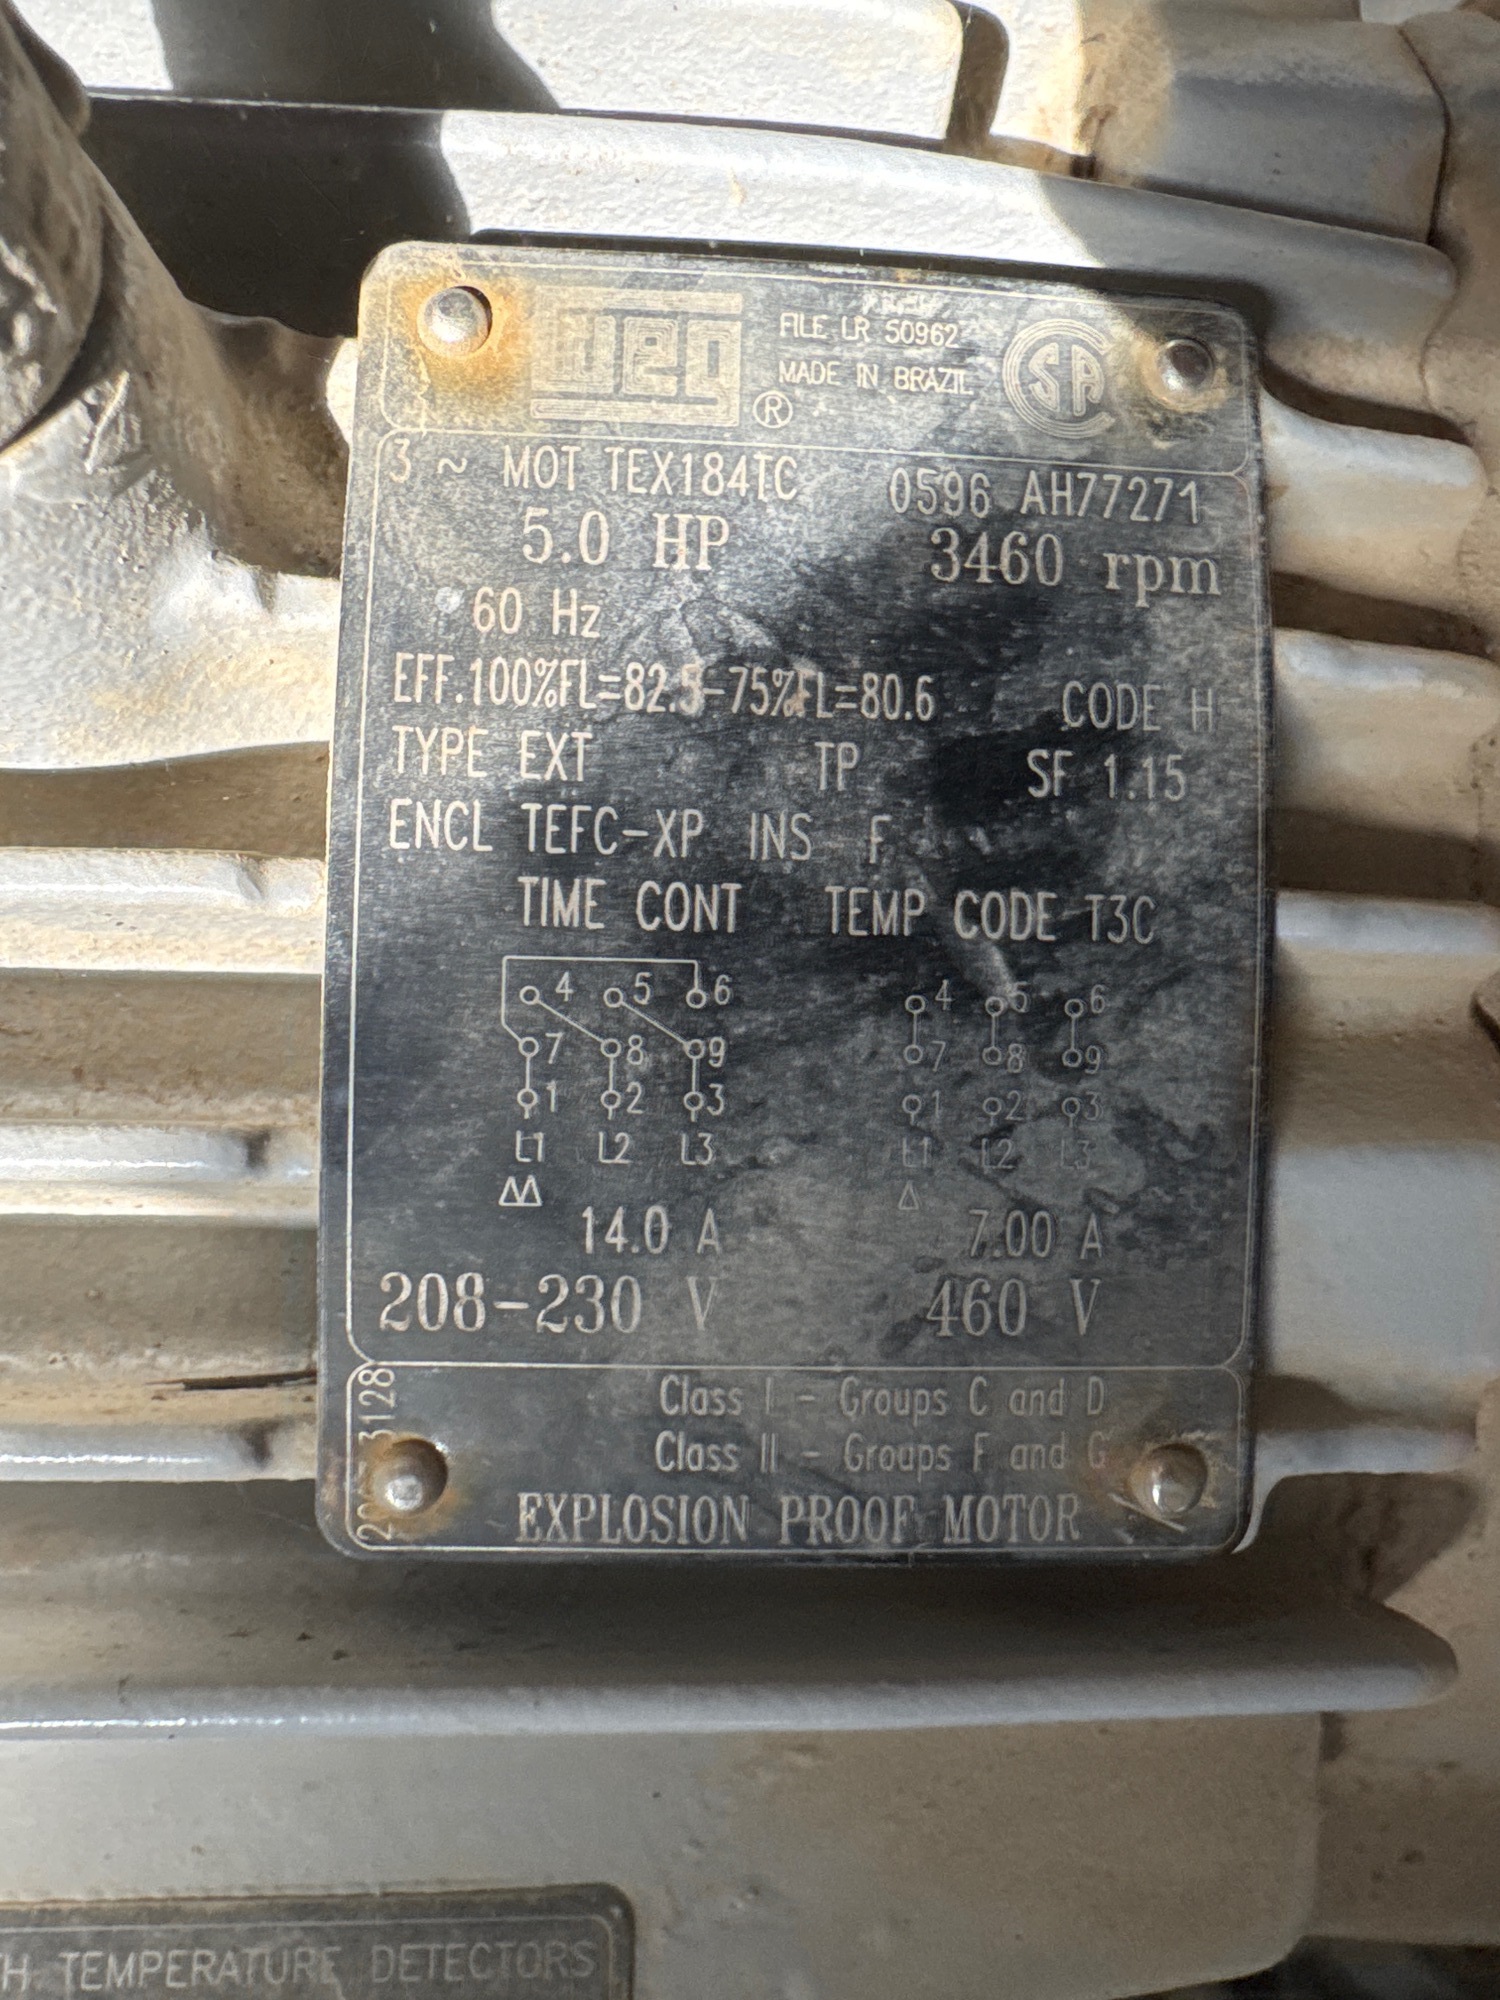 weg ® FILE LR 50962
MADE IN BRAZIL
SA
3 ~ MOT TEX184TC 0596 AH77271
5.0 HP 3460 rpm
60 Hz
EFF.100%FL=82.5-75%FL=80.6 CODE H
TYPE EXT TP SF 1.15
ENCL TEFC-XP INS F
TIME CONT TEMP CODE T3C
4 5 6 4 5 6
7 8 9 7 8 9
1 2 3 1 2 3
L1 L2 L3 L1 L2 L3
14.0 A 7.00 A
208-230 V 460 V
Class I - Groups C and D
Class II - Groups F and G
EXPLOSION PROOF MOTOR
TEMPERATURE DETECTORS